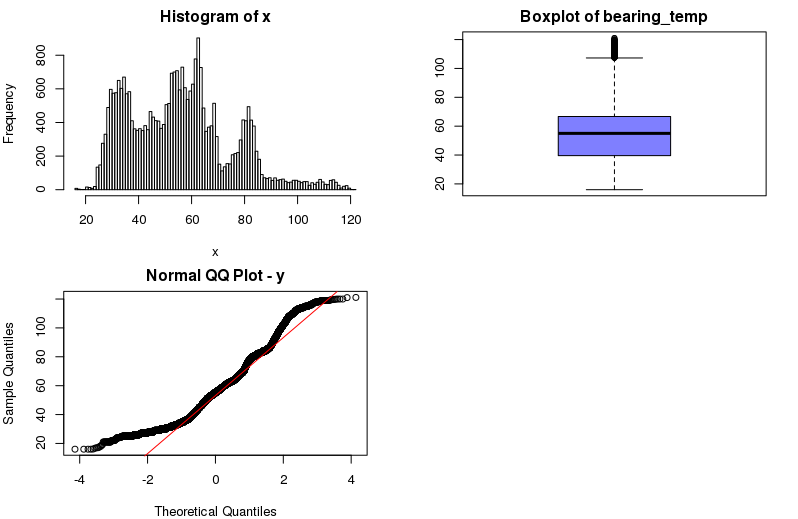 Histogram of x
Frequency
0 200 400 600 800
20 40 60 80 100 120
x
Boxplot of bearing_temp
20 40 60 80 100
Normal QQ Plot - y
Sample Quantiles
20 40 60 80 100
-4 -2 0 2 4
Theoretical Quantiles